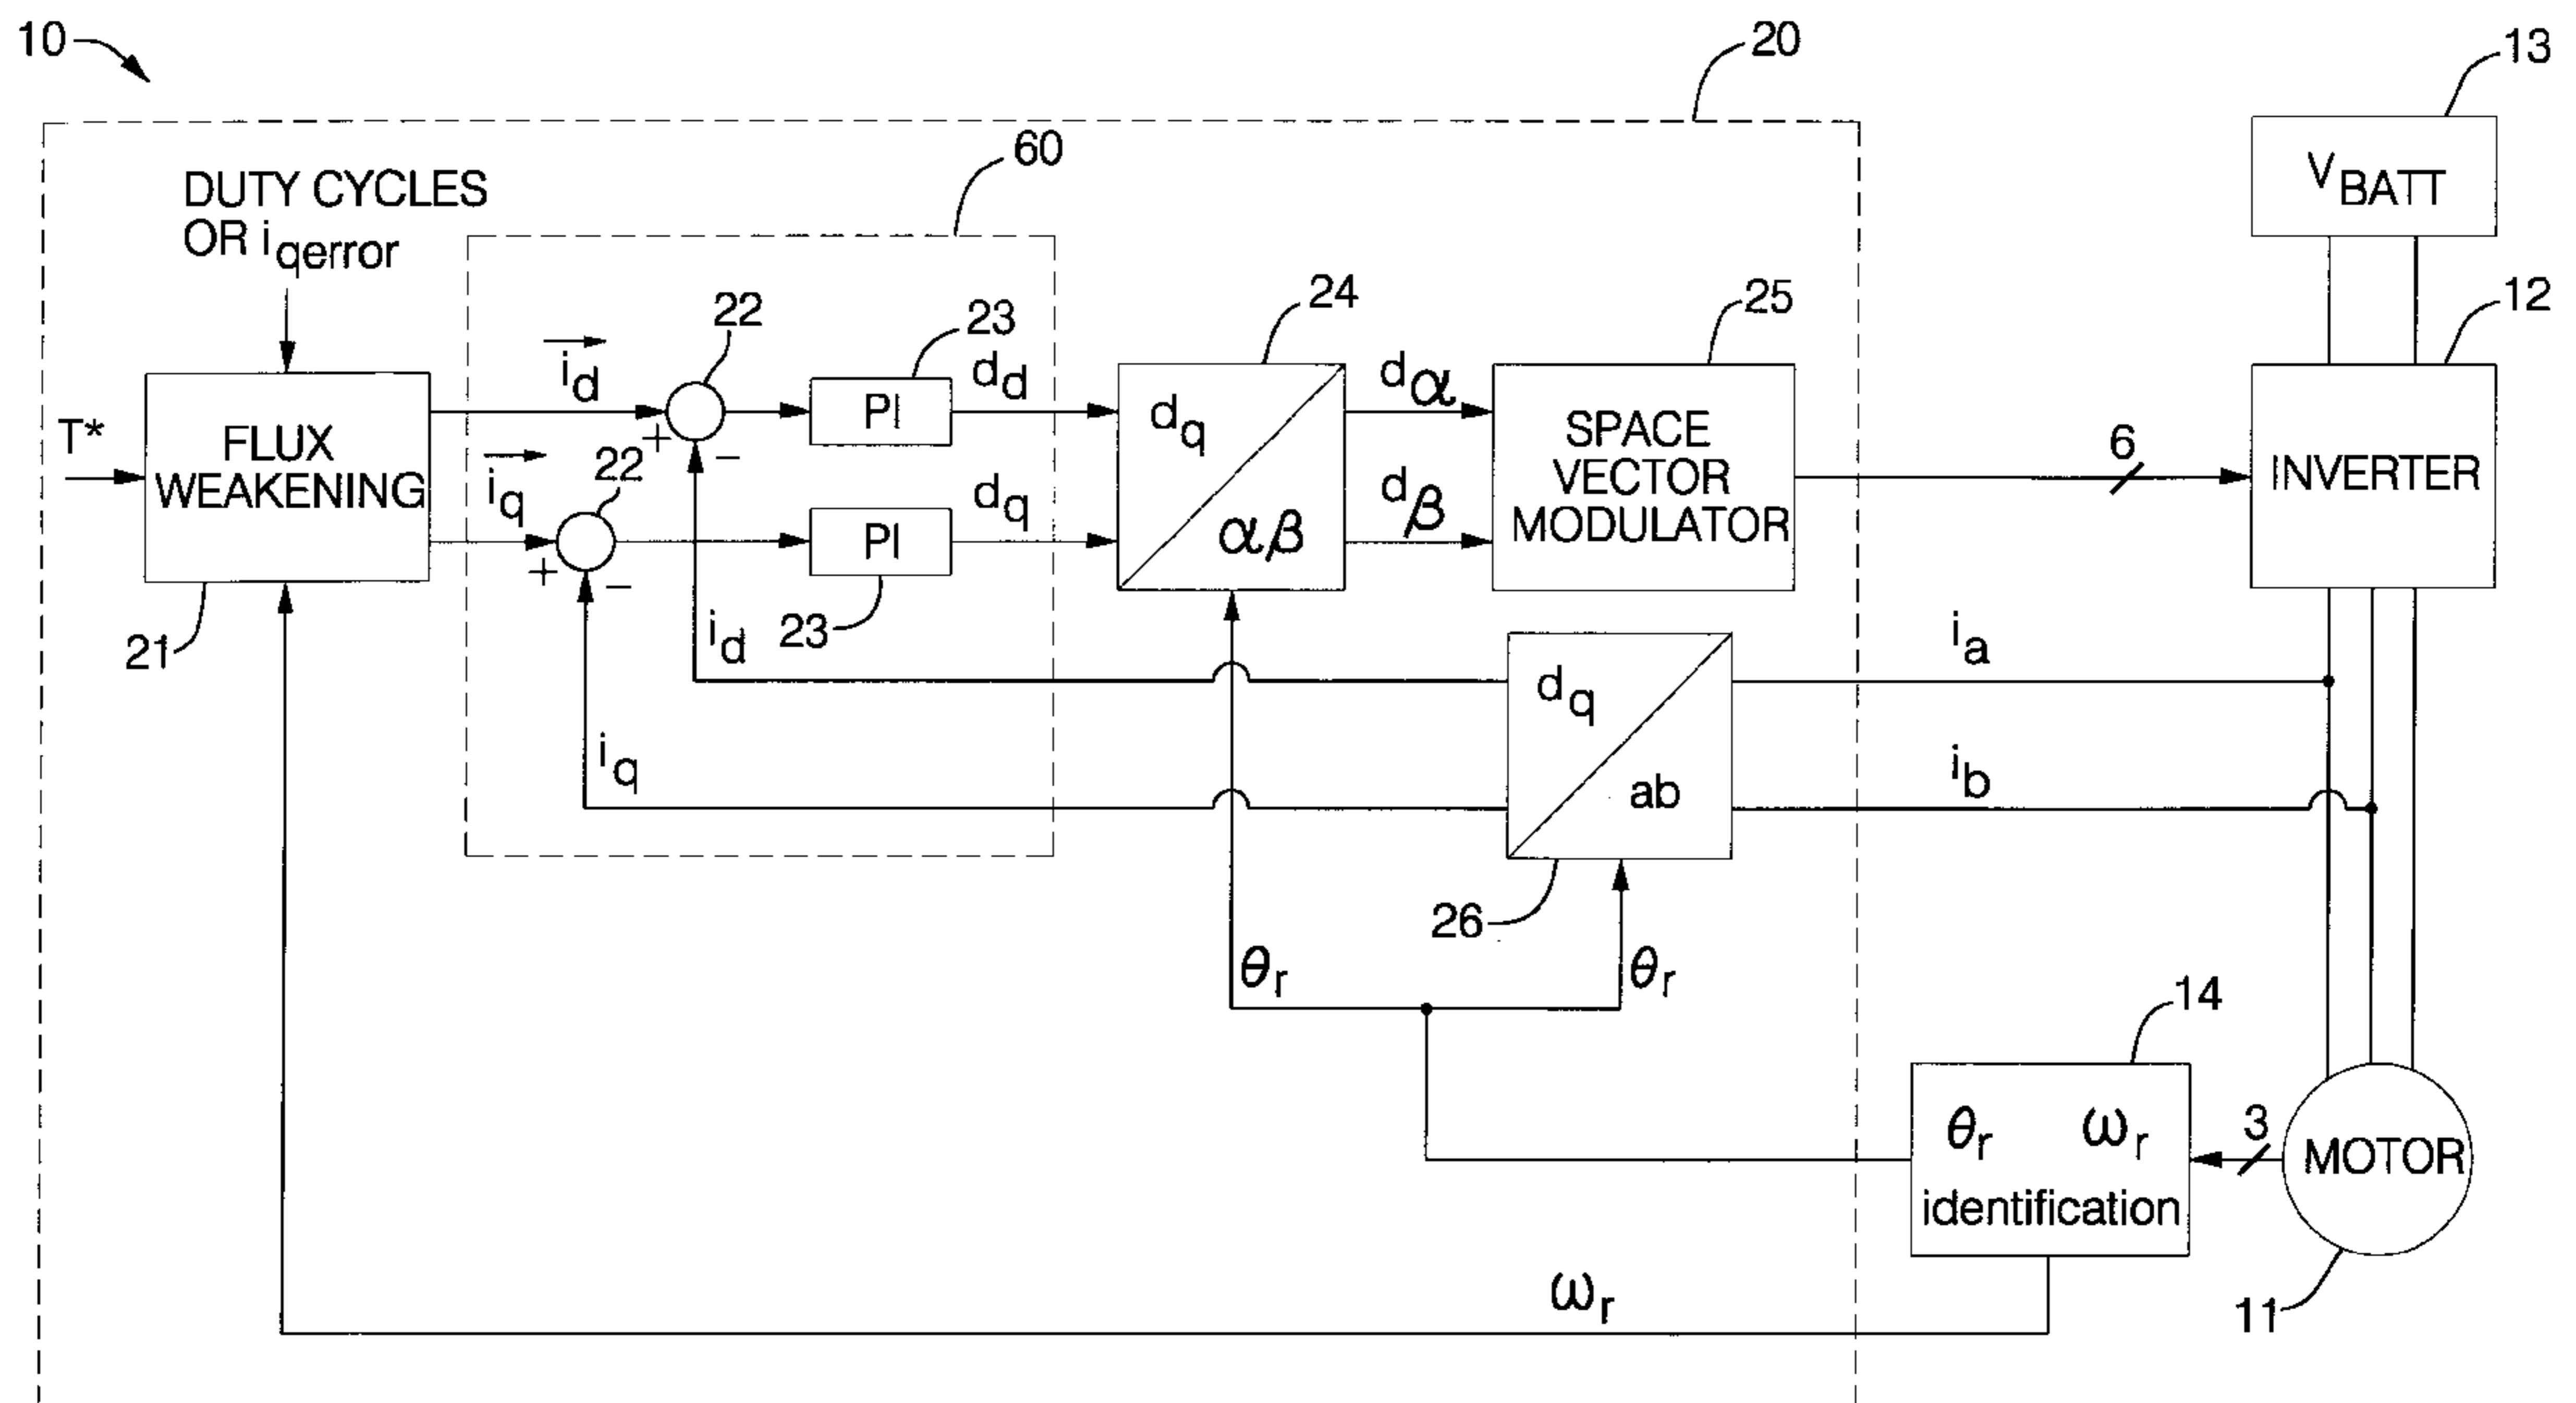 10
20
13
60
DUTY CYCLES
OR iqerror
VBATT
22
23
24
25
12
id
dd
dα
T*
FLUX
WEAKENING
+
−
PI
dq
αβ
SPACE
VECTOR
MODULATOR
6
INVERTER
iq
22
+
−
PI
dq
dβ
21
id
23
ia
dq
ab
iq
ib
26
θr
θr
14
θr ωr
identification
3
MOTOR
ωr
11